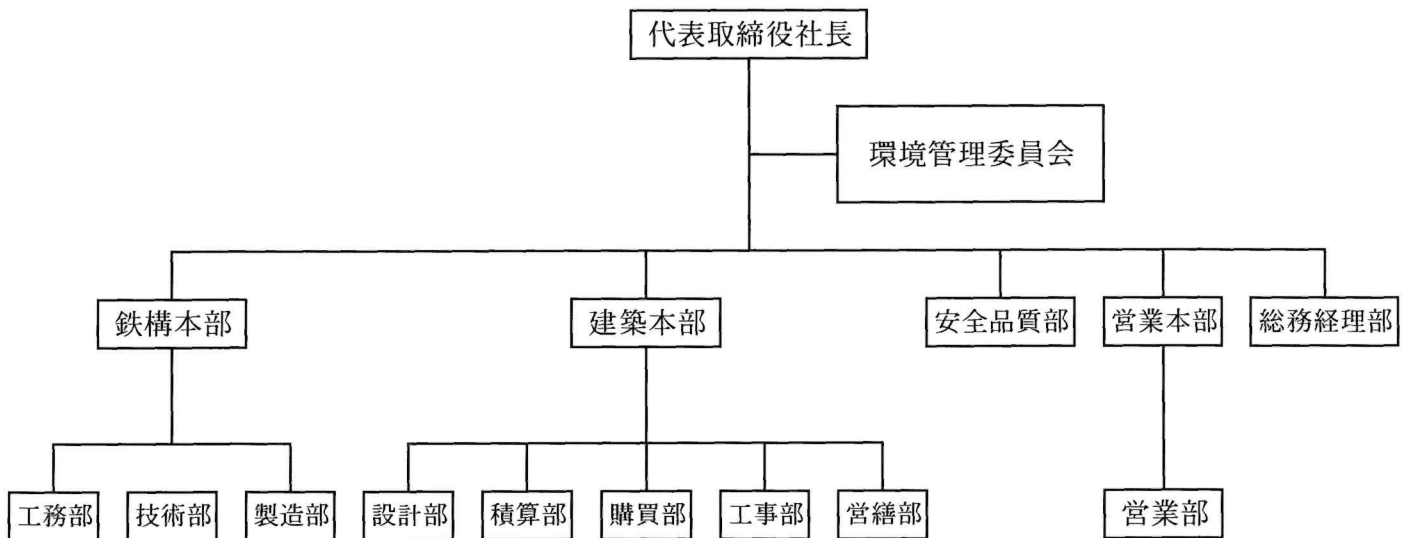 代表取締役社長
環境管理委員会
鉄構本部
建築本部
安全品質部
営業本部
総務経理部
工務部
技術部
製造部
設計部
積算部
購買部
工事部
営繕部
営業部